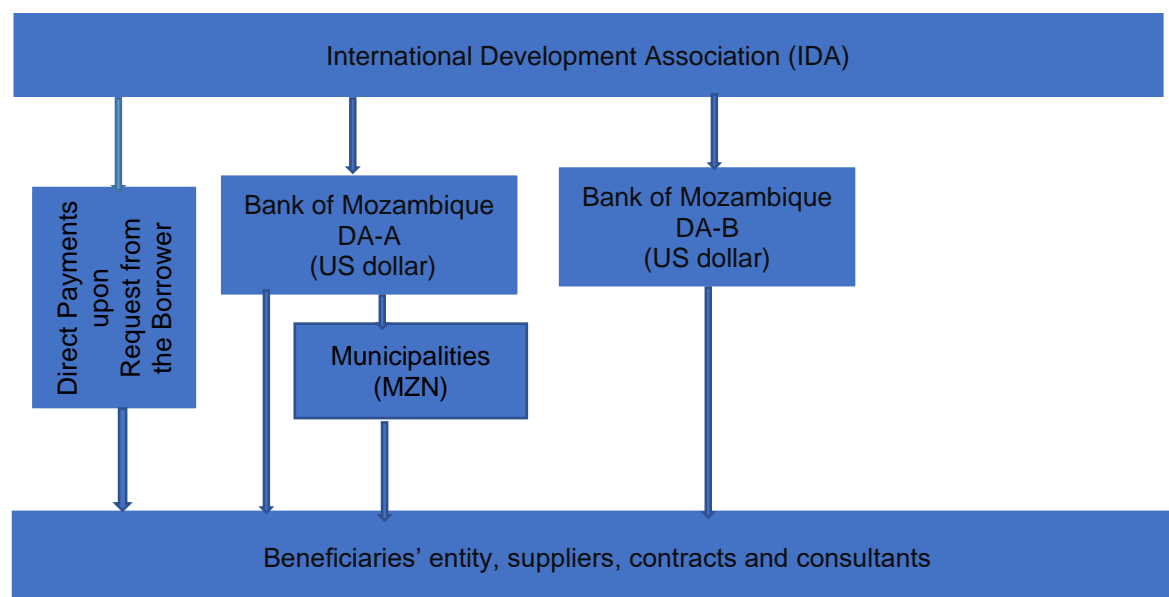 International Development Association (IDA)
Direct Payments
upon
Request from
the Borrower
Bank of Mozambique
DA-A
(US dollar)
Bank of Mozambique
DA-B
(US dollar)
Municipalities
(MZN)
Beneficiaries’ entity, suppliers, contracts and consultants